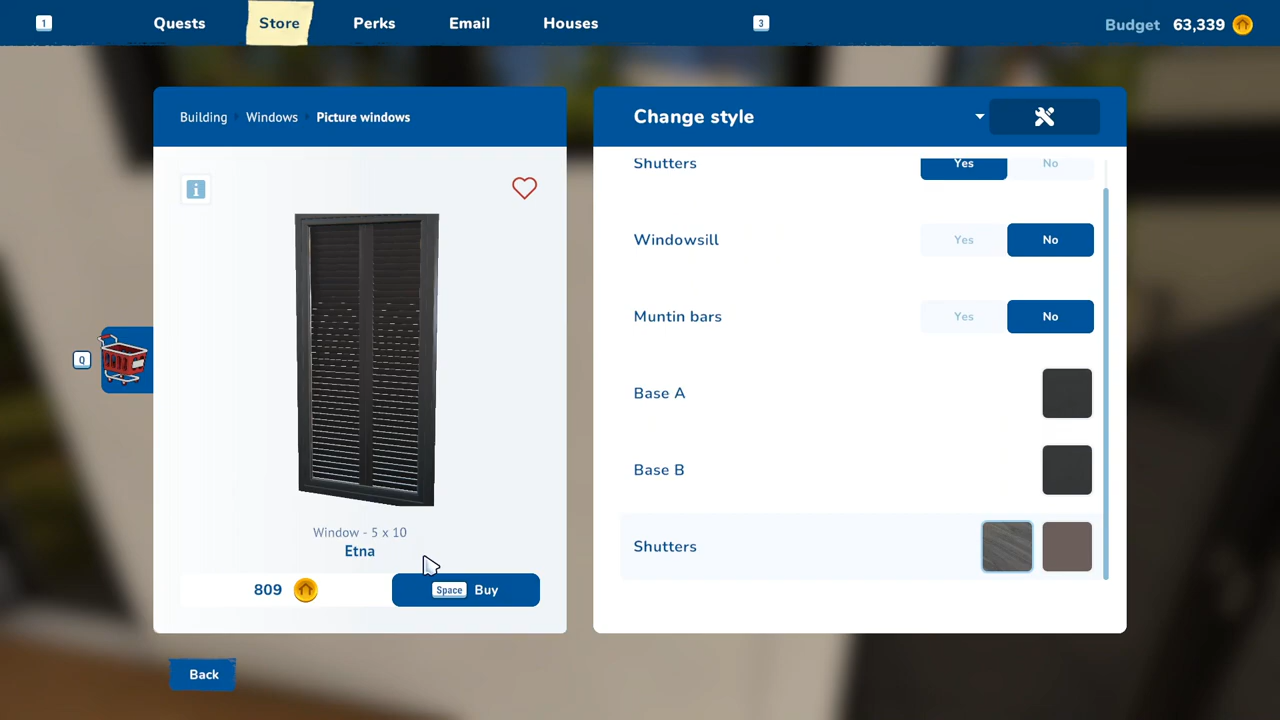 1 Quests Store Perks Email Houses 3 Budget 63,339
Building Windows Picture windows
i
Q
Window - 5 x 10
Etna
809 Space Buy
Back
Change style
Shutters Yes No
Windowsill Yes No
Muntin bars Yes No
Base A
Base B
Shutters